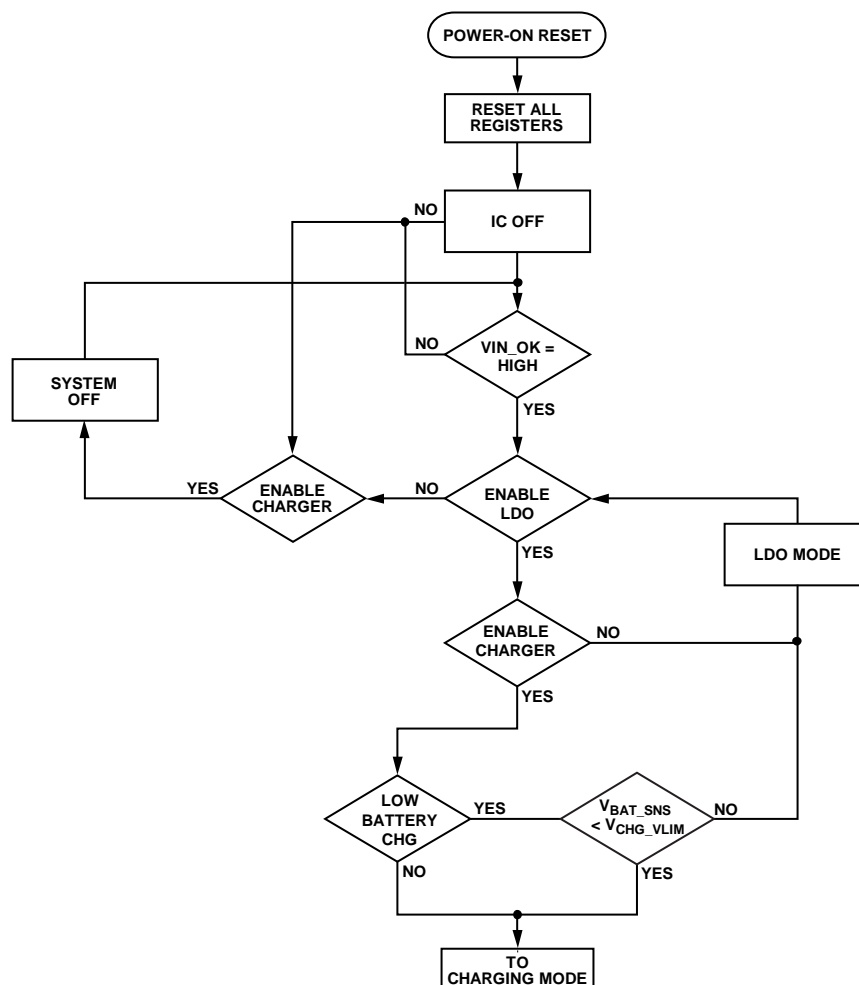 POWER-ON RESET
RESET ALL
REGISTERS
NO
IC OFF
NO
VIN_OK =
HIGH
SYSTEM
OFF
YES
YES
ENABLE
CHARGER
NO
ENABLE
LDO
LDO MODE
YES
ENABLE
CHARGER
NO
YES
LOW
BATTERY
CHG
YES
VBAT_SNS
< VCHG_VLIM
NO
NO
YES
TO
CHARGING MODE